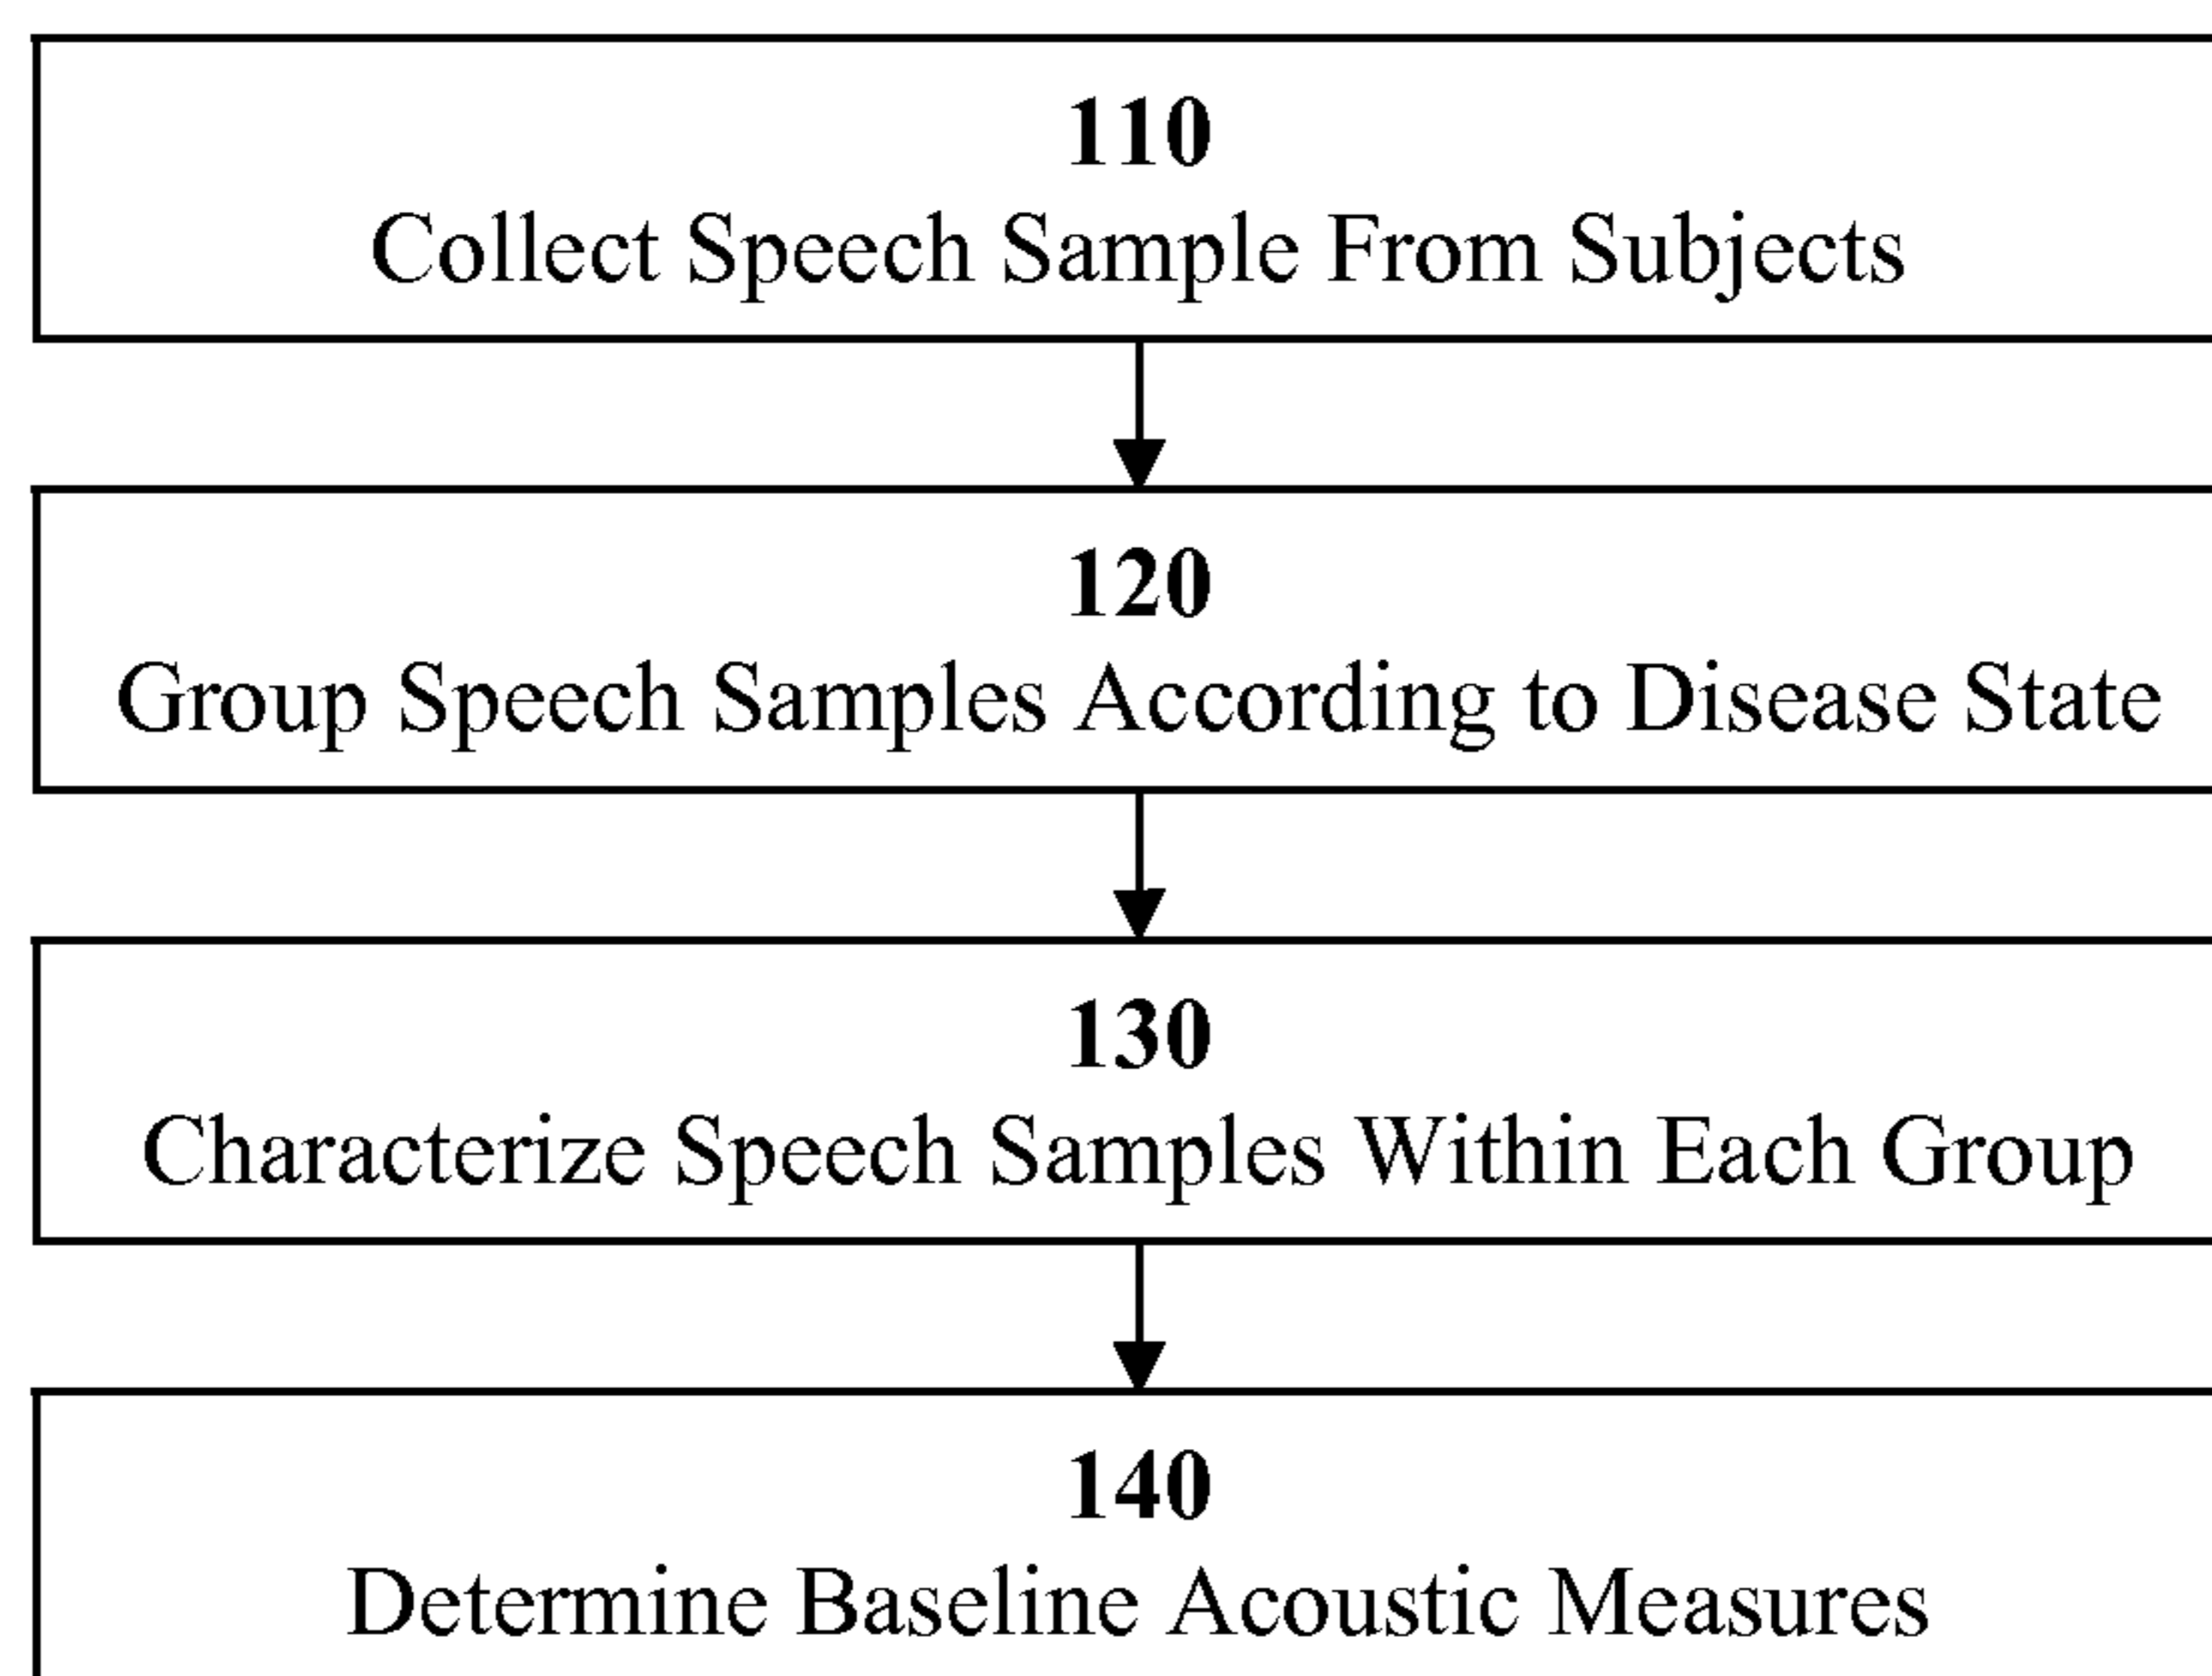 110
Collect Speech Sample From Subjects
120
Group Speech Samples According to Disease State
130
Characterize Speech Samples Within Each Group
140
Determine Baseline Acoustic Measures